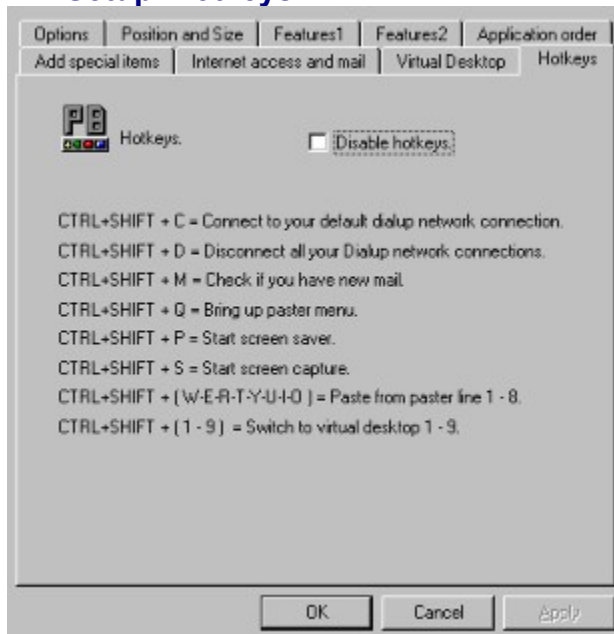 Options Position and Size Features1 Features2 Application order
Add special items Internet access and mail Virtual Desktop Hotkeys
PB Hotkeys. Disable hotkeys.
CTRL+SHIFT + C = Connect to your default dialup network connection.
CTRL+SHIFT + D = Disconnect all your Dialup network connections.
CTRL+SHIFT + M = Check if you have new mail.
CTRL+SHIFT + Q = Bring up paster menu.
CTRL+SHIFT + P = Start screen saver.
CTRL+SHIFT + S = Start screen capture.
CTRL+SHIFT + ( W-E-R-T-Y-U-I-O ) = Paste from paster line 1 - 8.
CTRL+SHIFT + ( 1 - 9 ) = Switch to virtual desktop 1 - 9.
OK Cancel Apply